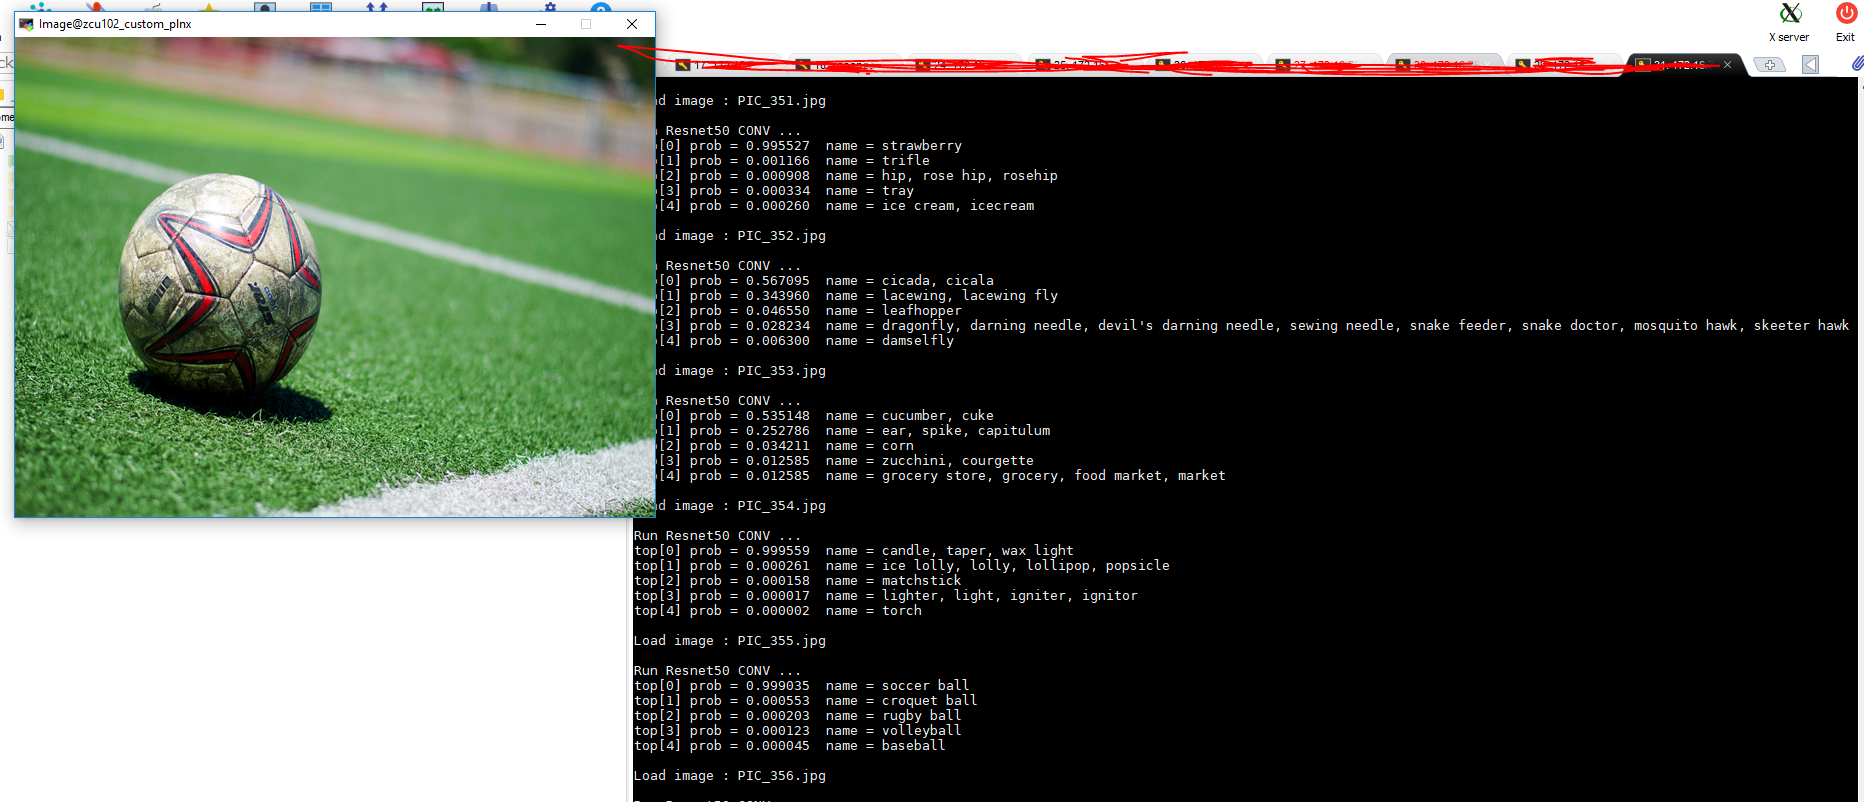 Image@zcu102_custom_plnx
X server
Exit
d image : PIC_351.jpg
Resnet50 CONV ...
[0] prob = 0.995527  name = strawberry
[1] prob = 0.001166  name = trifle
[2] prob = 0.000908  name = hip, rose hip, rosehip
[3] prob = 0.000334  name = tray
[4] prob = 0.000260  name = ice cream, icecream
d image : PIC_352.jpg
Resnet50 CONV ...
[0] prob = 0.567095  name = cicada, cicala
[1] prob = 0.343960  name = lacewing, lacewing fly
[2] prob = 0.046550  name = leafhopper
[3] prob = 0.028234  name = dragonfly, darning needle, devil's darning needle, sewing needle, snake feeder, snake doctor, mosquito hawk, skeeter hawk
[4] prob = 0.006300  name = damselfly
d image : PIC_353.jpg
Resnet50 CONV ...
[0] prob = 0.535148  name = cucumber, cuke
[1] prob = 0.252786  name = ear, spike, capitulum
[2] prob = 0.034211  name = corn
[3] prob = 0.012585  name = zucchini, courgette
[4] prob = 0.012585  name = grocery store, grocery, food market, market
d image : PIC_354.jpg
Run Resnet50 CONV ...
top[0] prob = 0.999559  name = candle, taper, wax light
top[1] prob = 0.000261  name = ice lolly, lolly, lollipop, popsicle
top[2] prob = 0.000158  name = matchstick
top[3] prob = 0.000017  name = lighter, light, igniter, ignitor
top[4] prob = 0.000002  name = torch
Load image : PIC_355.jpg
Run Resnet50 CONV ...
top[0] prob = 0.999035  name = soccer ball
top[1] prob = 0.000553  name = croquet ball
top[2] prob = 0.000203  name = rugby ball
top[3] prob = 0.000123  name = volleyball
top[4] prob = 0.000045  name = baseball
Load image : PIC_356.jpg